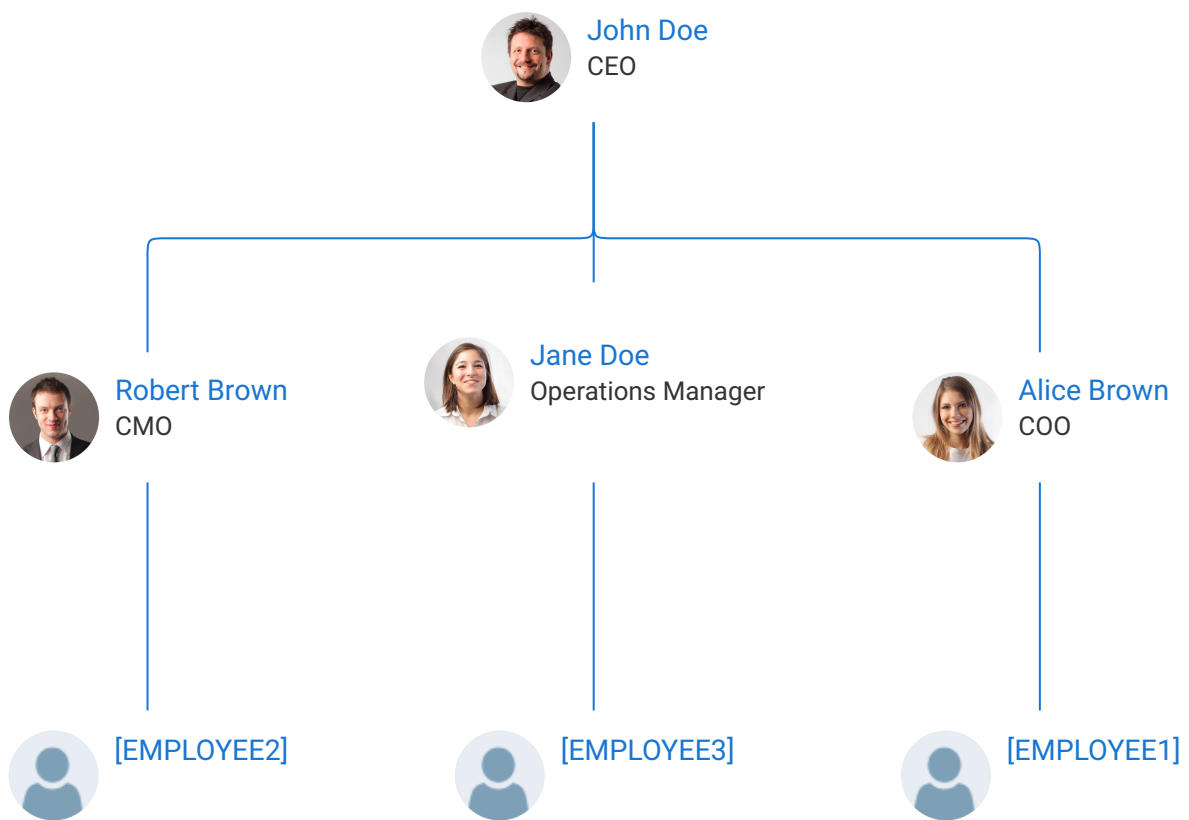 John Doe
CEO
Robert Brown
CMO
Jane Doe
Operations Manager
Alice Brown
COO
[EMPLOYEE2]
[EMPLOYEE3]
[EMPLOYEE1]